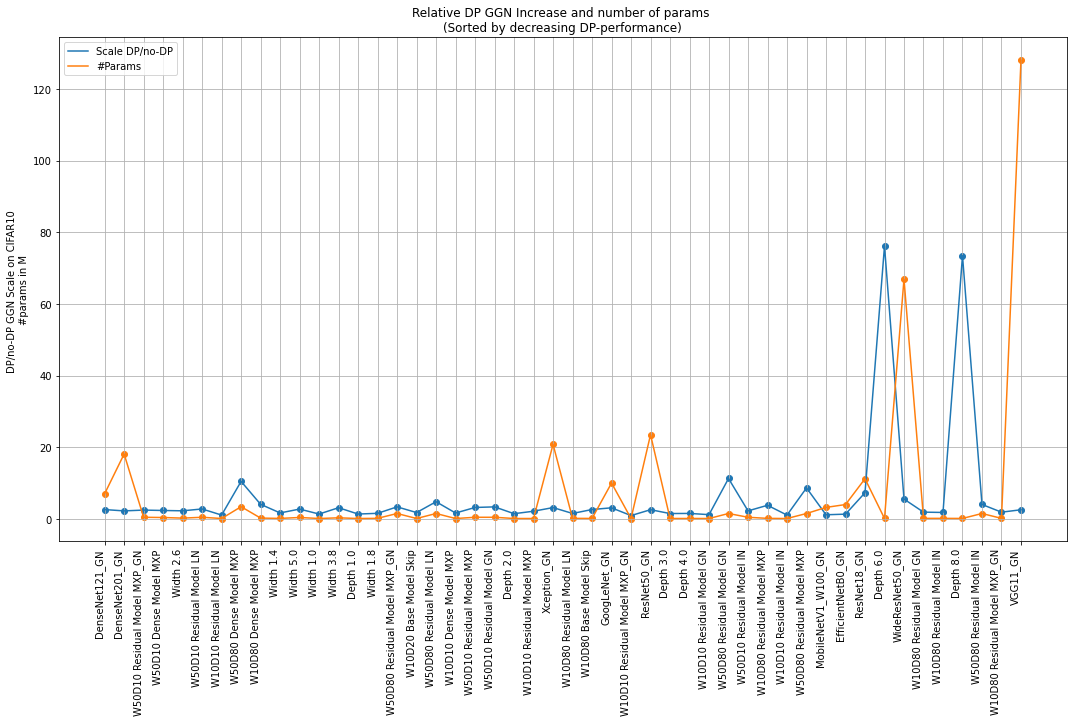 Relative DP GGN Increase and number of params
(Sorted by decreasing DP-performance)
Scale DP/no-DP
#Params
DP/no-DP GGN Scale on CIFAR10
#params in M
120
100
80
60
40
20
0
DenseNet121_GN
DenseNet201_GN
W50D10 Residual Model MXP_GN
W50D10 Dense Model MXP
Width 2.6
W50D10 Residual Model LN
W10D10 Residual Model LN
W50D80 Dense Model MXP
W10D80 Dense Model MXP
Width 1.4
Width 5.0
Width 1.0
Width 3.8
Depth 1.0
Width 1.8
W50D80 Residual Model MXP_GN
W10D20 Base Model Skip
W50D80 Residual Model LN
W10D10 Dense Model MXP
W50D10 Residual Model MXP
W50D10 Residual Model GN
Depth 2.0
W10D10 Residual Model MXP
Xception_GN
W10D80 Residual Model LN
W10D80 Base Model Skip
GoogLeNet_GN
W10D10 Residual Model MXP_GN
ResNet50_GN
Depth 3.0
Depth 4.0
W10D10 Residual Model GN
W50D80 Residual Model GN
W50D10 Residual Model IN
W10D80 Residual Model MXP
W10D10 Residual Model IN
W50D80 Residual Model MXP
MobileNetV1_W100_GN
EfficientNetB0_GN
ResNet18_GN
Depth 6.0
WideResNet50_GN
W10D80 Residual Model GN
W10D80 Residual Model IN
Depth 8.0
W50D80 Residual Model IN
W10D80 Residual Model MXP_GN
VGG11_GN